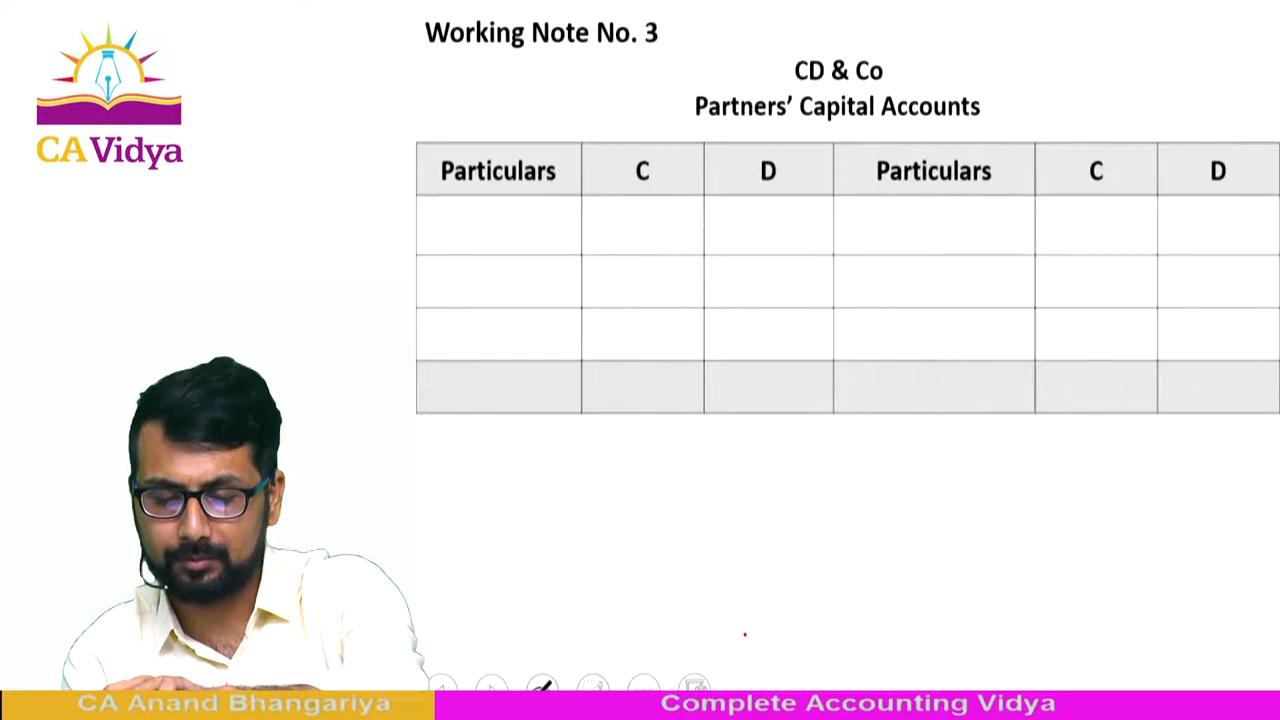 CA Vidya
Working Note No. 3
CD & Co
Partners’ Capital Accounts
Particulars C D Particulars C D
CA Anand Bhangariya
Complete Accounting Vidya